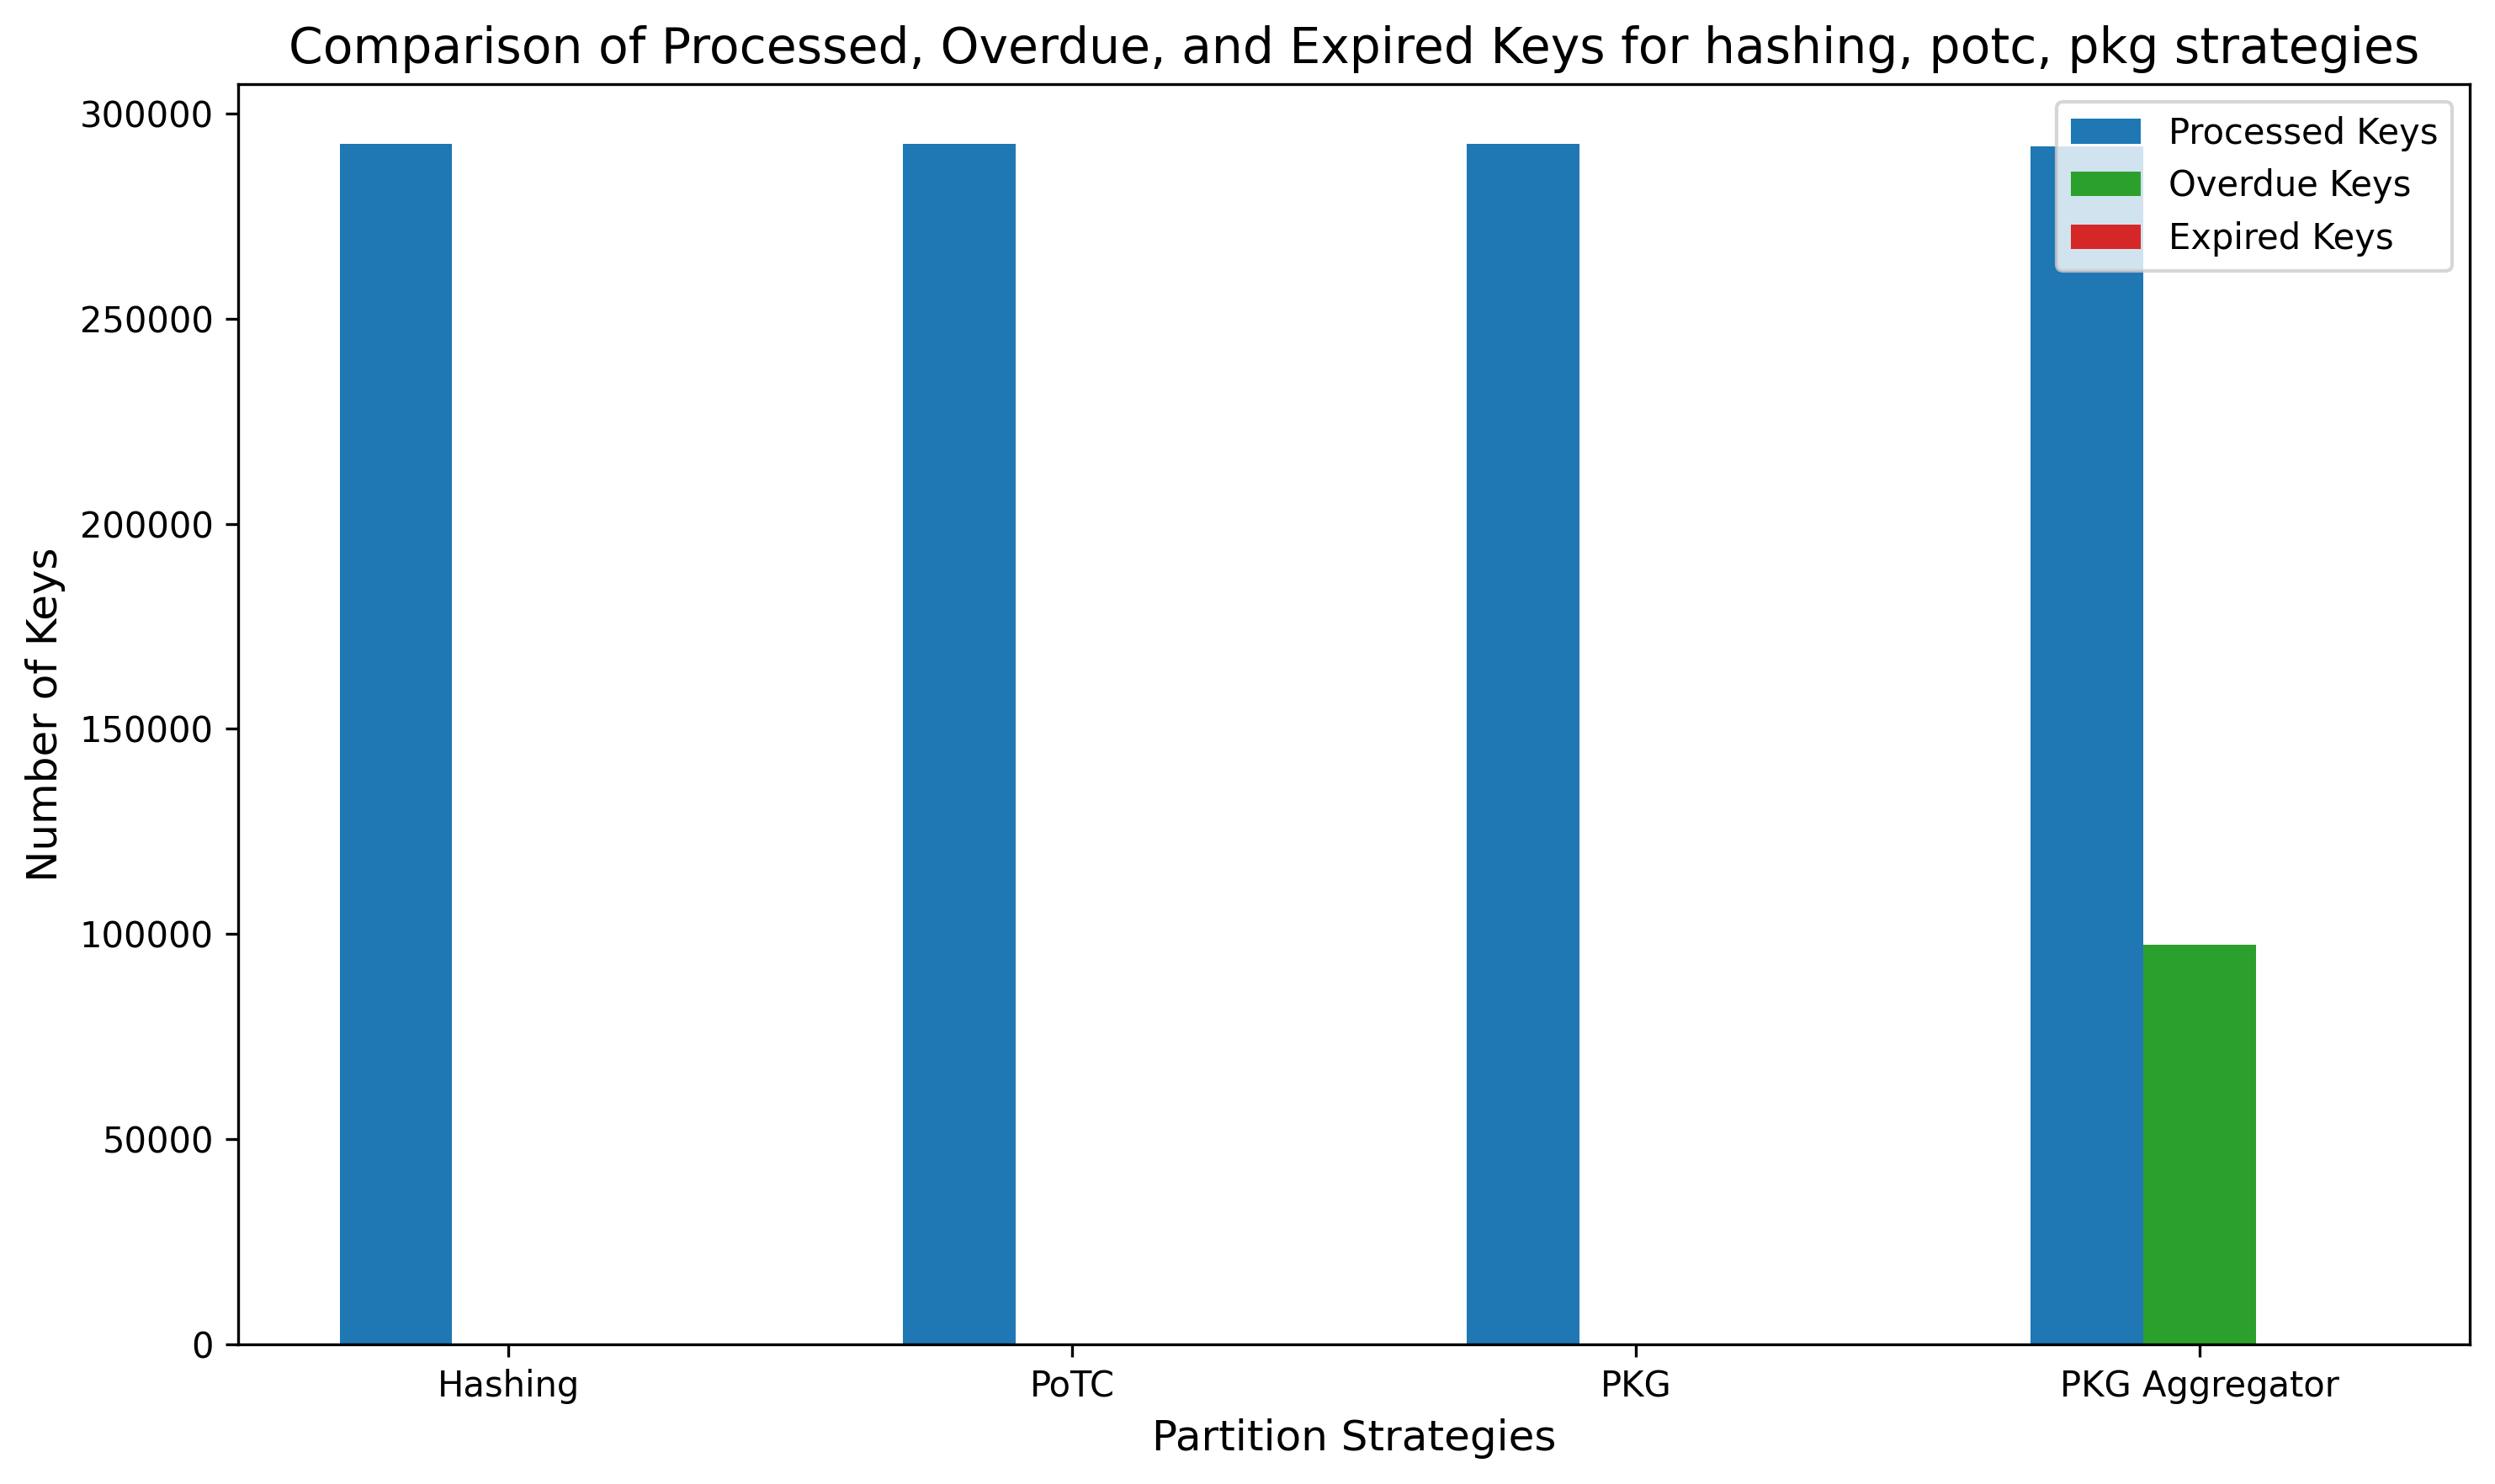 Comparison of Processed, Overdue, and Expired Keys for hashing, potc, pkg strategies
Processed Keys
Overdue Keys
Expired Keys
Number of Keys
300000
250000
200000
150000
100000
50000
0
Hashing
PoTC
PKG
PKG Aggregator
Partition Strategies